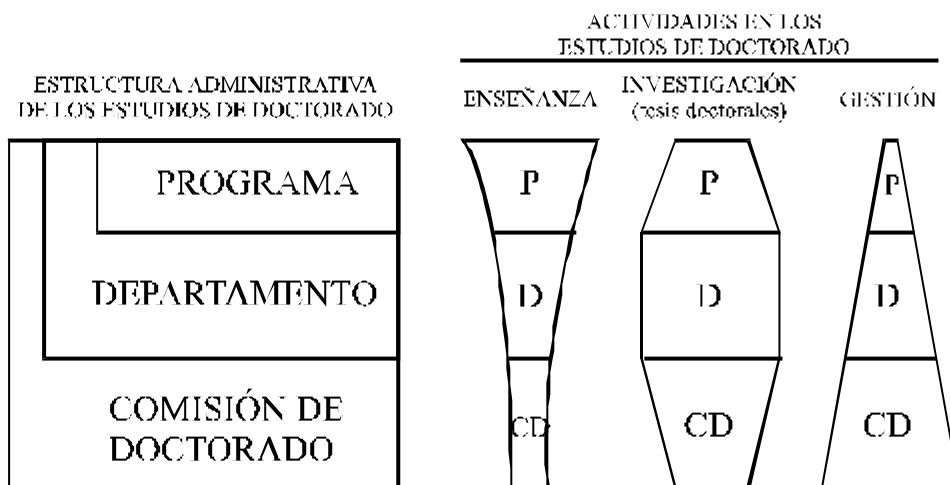 ACTIVIDADES EN LOS
ESTUDIOS DE DOCTORADO
ESTRUCTURA ADMINISTRATIVA
DE LOS ESTUDIOS DE DOCTORADO
ENSEÑANZA
INVESTIGACIÓN
(tesis doctorales)
GESTIÓN
PROGRAMA
P
P
P
DEPARTAMENTO
D
D
D
COMISIÓN DE
DOCTORADO
CD
CD
CD